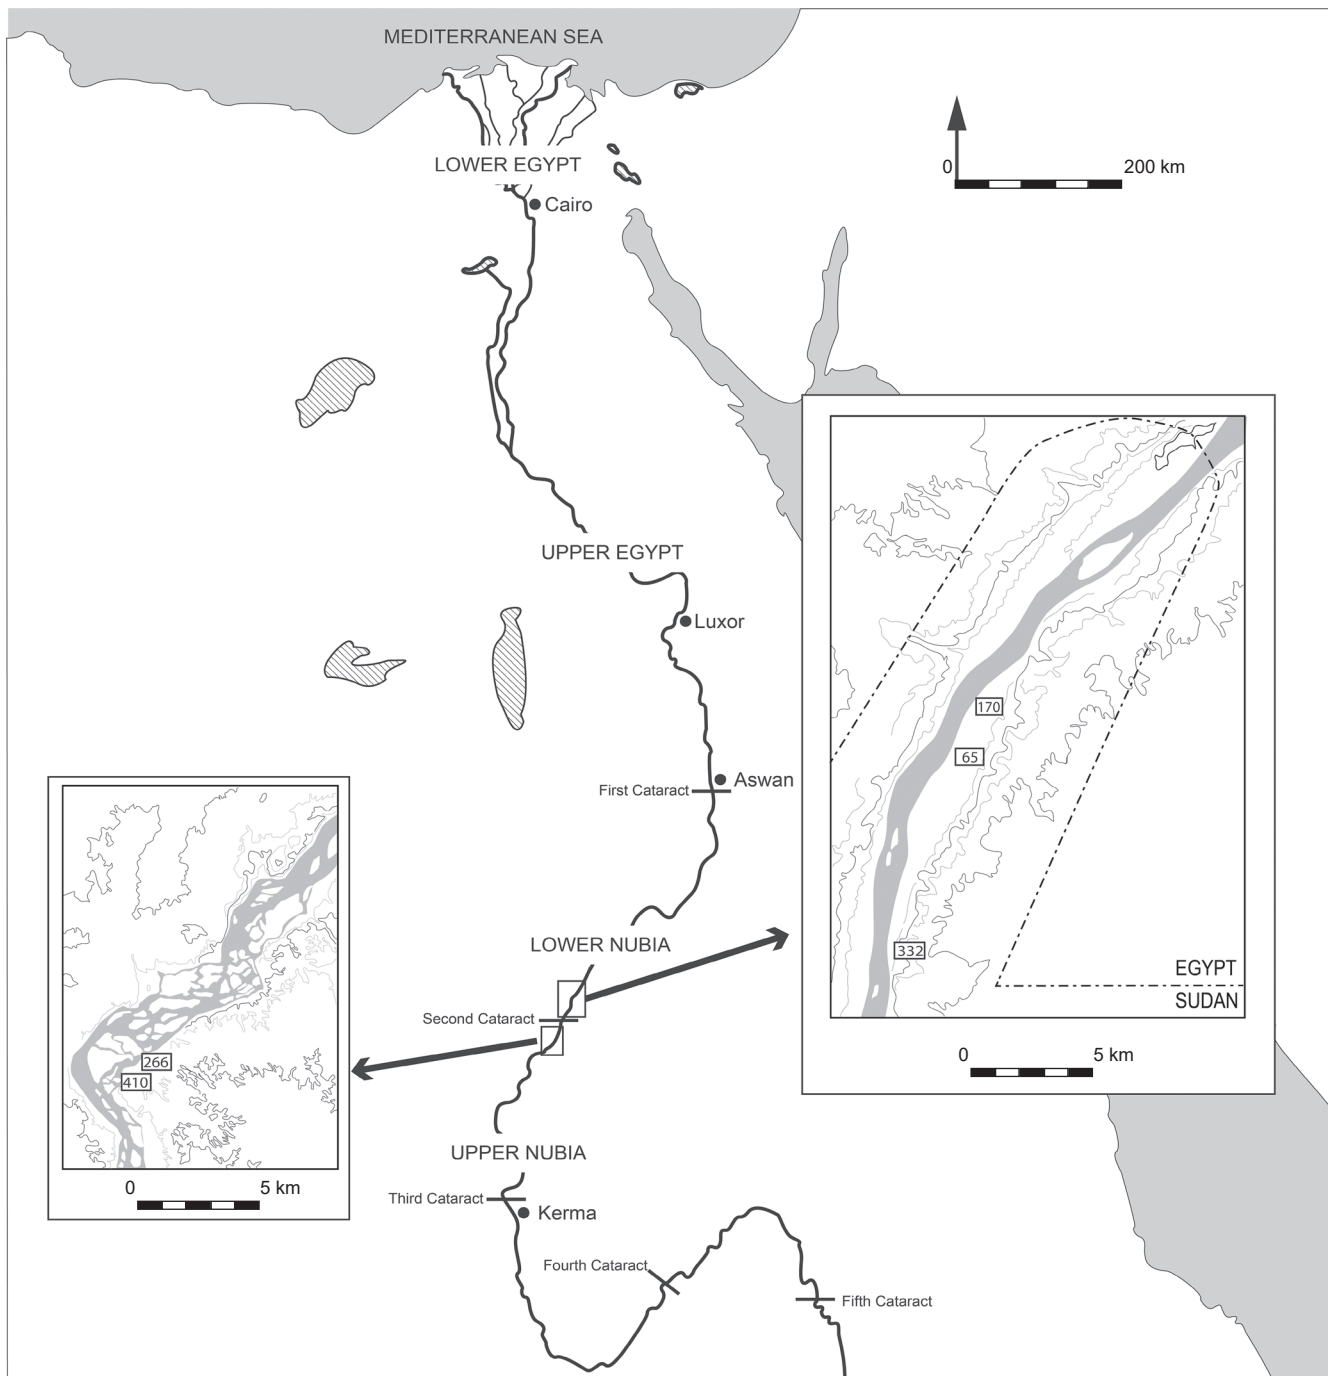 MEDITERRANEAN SEA
LOWER EGYPT
0 200 km
Cairo
UPPER EGYPT
Luxor
First Cataract
Aswan
LOWER NUBIA
Second Cataract
UPPER NUBIA
Third Cataract
Kerma
Fourth Cataract
Fifth Cataract
170
65
332
EGYPT
SUDAN
0 5 km
266
410
0 5 km